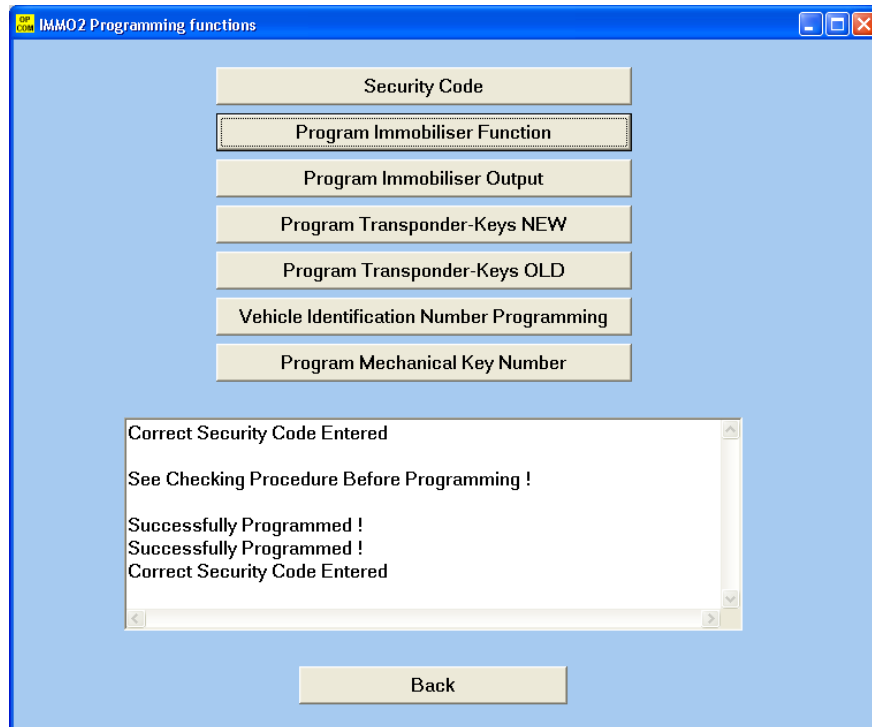 OP
COM
IMMO2 Programming functions
Security Code
Program Immobiliser Function
Program Immobiliser Output
Program Transponder-Keys NEW
Program Transponder-Keys OLD
Vehicle Identification Number Programming
Program Mechanical Key Number
Correct Security Code Entered
See Checking Procedure Before Programming !
Successfully Programmed !
Successfully Programmed !
Correct Security Code Entered
Back